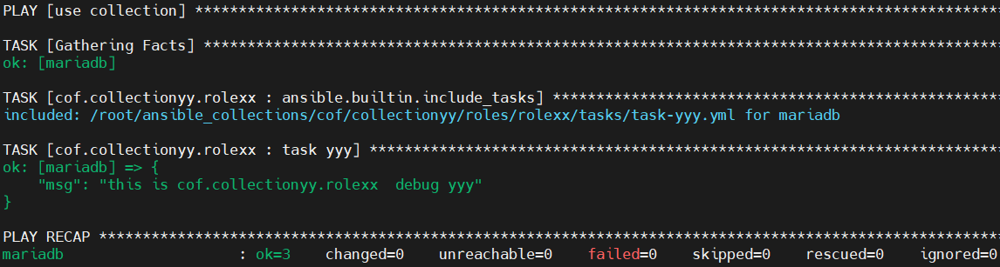 PLAY [use collection] ********************************************************************************************
TASK [Gathering Facts] *******************************************************************************************
ok: [mariadb]
TASK [cof.collectionyy.rolexx : ansible.builtin.include_tasks] ***************************************************
included: /root/ansible_collections/cof/collectionyy/roles/rolexx/tasks/task-yyy.yml for mariadb
TASK [cof.collectionyy.rolexx : task yyy] ************************************************************************
ok: [mariadb] => {
    "msg": "this is cof.collectionyy.rolexx  debug yyy"
}
PLAY RECAP *******************************************************************************************************
mariadb                    : ok=3    changed=0    unreachable=0    failed=0    skipped=0    rescued=0    ignored=0